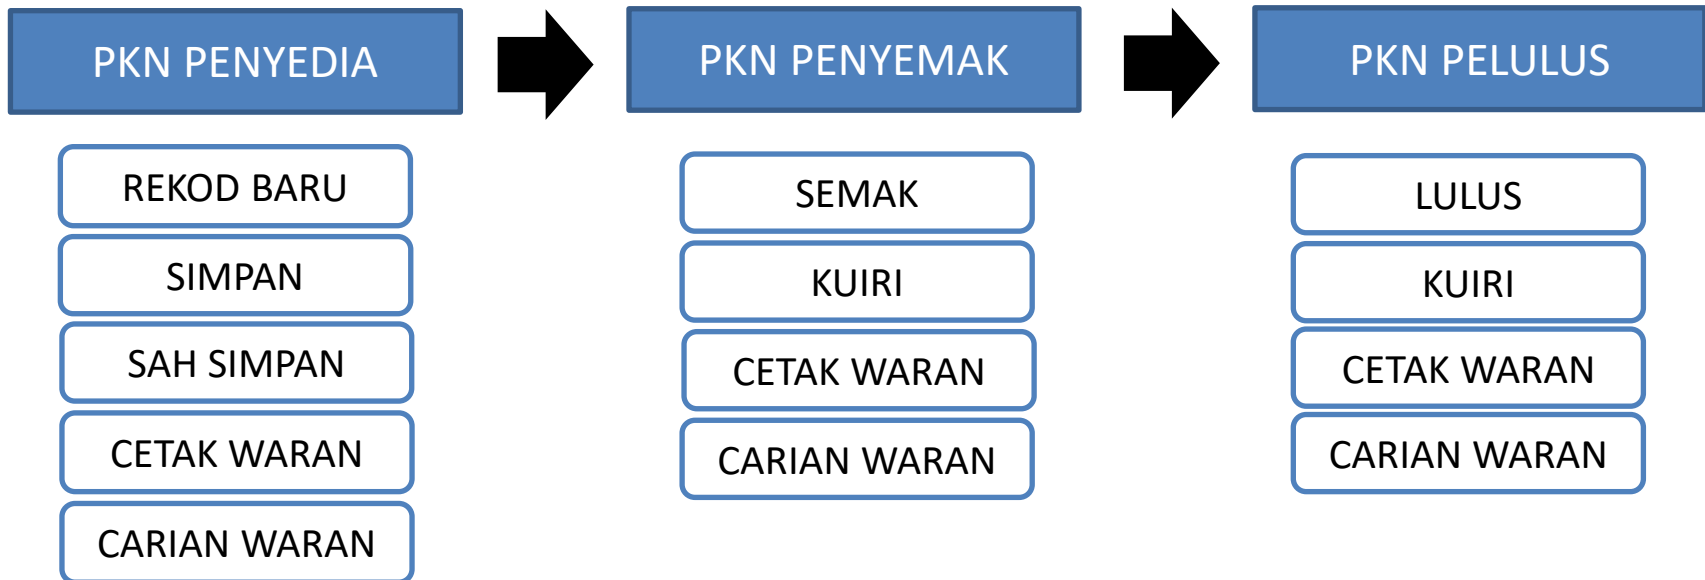 PKN PENYEDIA
REKOD BARU
SIMPAN
SAH SIMPAN
CETAK WARAN
CARIAN WARAN
PKN PENYEMAK
SEMAK
KUIRI
CETAK WARAN
CARIAN WARAN
PKN PELULUS
LULUS
KUIRI
CETAK WARAN
CARIAN WARAN